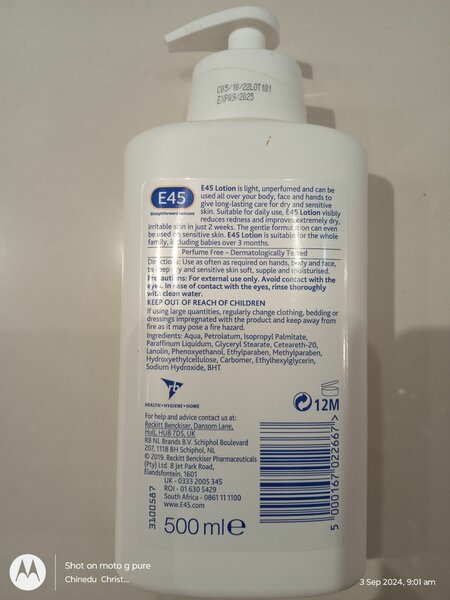 C05/10/22LOT181
EXP09/2025
E45
Straightforward skincare
E45 Lotion is light, unperfumed and can be
used all over your body, face and hands to
give long-lasting care for dry and sensitive
skin. Suitable for daily use, E45 Lotion visibly
reduces redness and improves extremely dry,
irritable skin in just 2 weeks. The gentle formulation can even
be used on sensitive skin. E45 Lotion is suitable for the whole
family, including babies over 3 months.
Perfume Free – Dermatologically Tested
Directions: Use as often as required on hands, body and face,
to keep dry and sensitive skin soft, supple and moisturised.
Precautions: For external use only. Avoid contact with the
eyes. In case of contact with the eyes, rinse thoroughly
with clean water.
KEEP OUT OF REACH OF CHILDREN
If using large quantities, regularly change clothing, bedding or
dressings impregnated with the product and keep away from
fire as it may pose a fire hazard.
Ingredients: Aqua, Petrolatum, Isopropyl Palmitate,
Paraffinum Liquidum, Glyceryl Stearate, Ceteareth-20,
Lanolin, Phenoxyethanol, Ethylparaben, Methylparaben,
Hydroxyethylcellulose, Carbomer, Ethylhexylglycerin,
Sodium Hydroxide, BHT
rb
HEALTH • HYGIENE • HOME
12M
For help and advice contact us at:
Reckitt Benckiser, Dansom Lane,
Hull, HU8 7DS, UK
RB NL Brands B.V. Schiphol Boulevard
207, 1118 BH Schiphol, NL
© 2019. Reckitt Benckiser Pharmaceuticals
(Pty) Ltd. 8 Jet Park Road,
Elandsfontein, 1601
UK - 0333 2005 345
ROI - 01 630 5429
South Africa - 0861 11 1100
www.E45.com
3100587
500 ml e
5 000167 022667 >
Shot on moto g pure
Chinedu Christ...
3 Sep 2024, 9:01 am